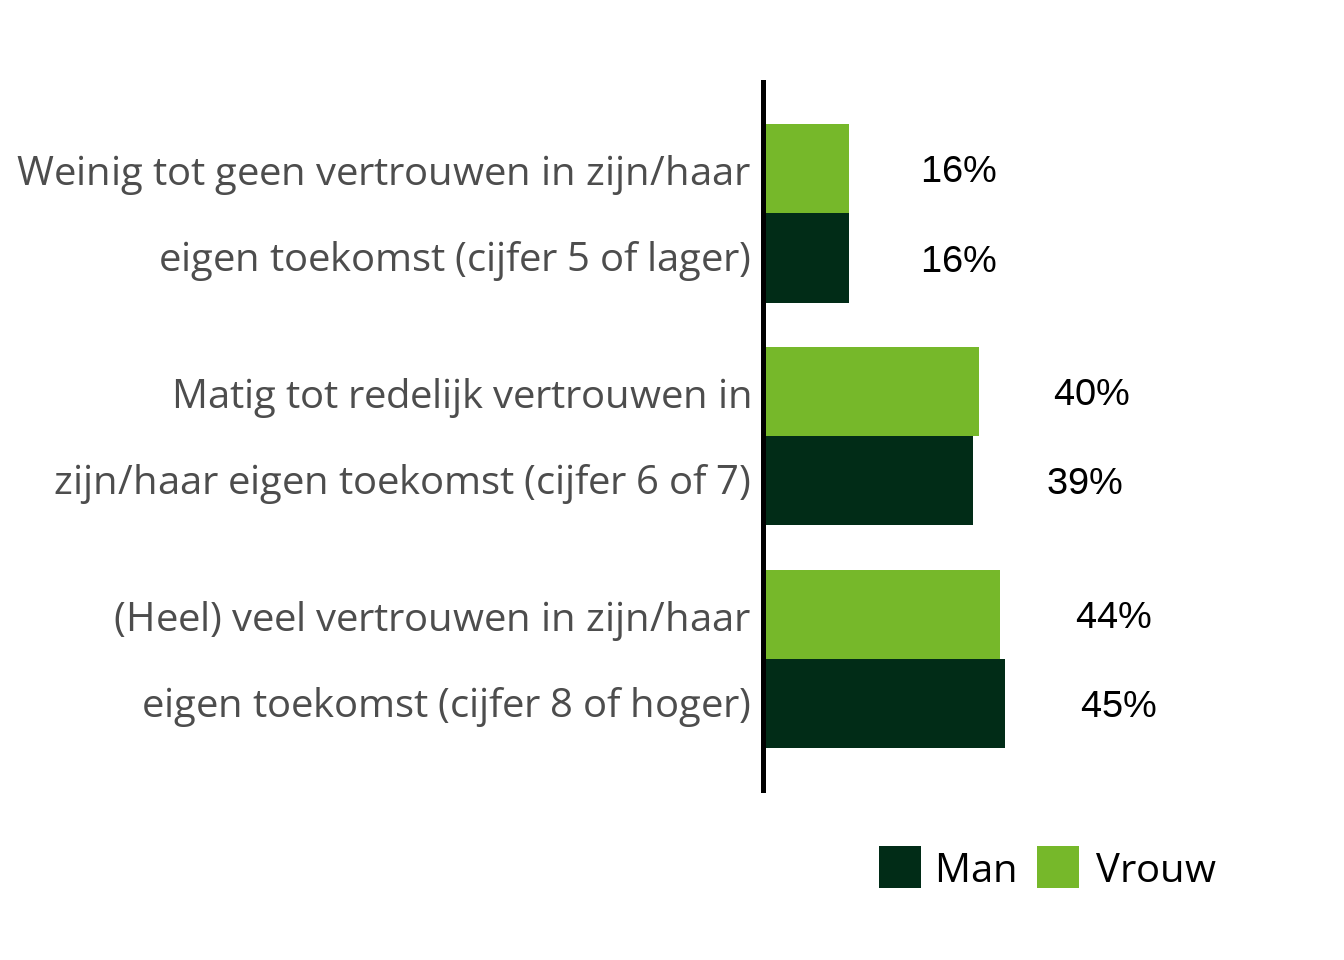 Weinig tot geen vertrouwen in zijn/haar
eigen toekomst (cijfer 5 of lager)
16%
16%
Matig tot redelijk vertrouwen in
zijn/haar eigen toekomst (cijfer 6 of 7)
40%
39%
(Heel) veel vertrouwen in zijn/haar
eigen toekomst (cijfer 8 of hoger)
44%
45%
Man Vrouw